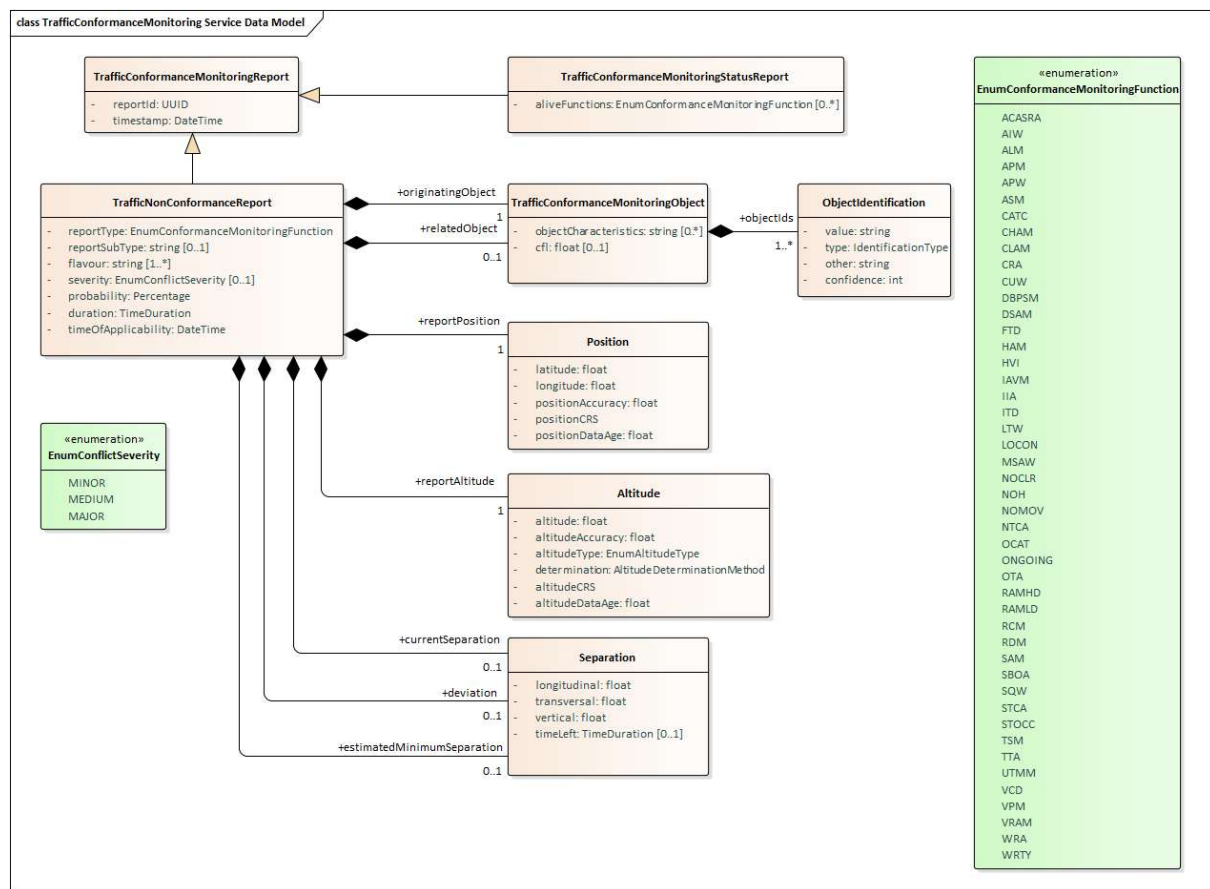 class TrafficConformanceMonitoring Service Data Model
TrafficConformanceMonitoringReport
- reportId: UUID
- timestamp: DateTime
TrafficConformanceMonitoringStatusReport
- aliveFunctions: EnumConformanceMonitoringFunction [0..*]
TrafficNonConformanceReport
- reportType: EnumConformanceMonitoringFunction
- reportSubType: string [0..1]
- flavour: string [1..*]
- severity: EnumConflictSeverity [0..1]
- probability: Percentage
- duration: TimeDuration
- timeOfApplicability: DateTime
+originatingObject
1
+relatedObject
0..1
TrafficConformanceMonitoringObject
- objectCharacteristics: string [0.*]
- cfl: float [0..1]
+objectIds
1..*
ObjectIdentification
- value: string
- type: IdentificationType
- other: string
- confidence: int
+reportPosition
1
Position
- latitude: float
- longitude: float
- positionAccuracy: float
- positionCRS
- positionDataAge: float
«enumeration»
EnumConflictSeverity
MINOR
MEDIUM
MAJOR
+reportAltitude
1
Altitude
- altitude: float
- altitudeAccuracy: float
- altitudeType: EnumAltitudeType
- determination: AltitudeDeterminationMethod
- altitudeCRS
- altitudeDataAge: float
+currentSeparation
0..1
+deviation
0..1
+estimatedMinimumSeparation
0..1
Separation
- longitudinal: float
- transversal: float
- vertical: float
- timeLeft: TimeDuration [0..1]
«enumeration»
EnumConformanceMonitoringFunction
ACASRA
AIW
ALM
APM
APW
ASM
CATC
CHAM
CLAM
CRA
CUW
DBPSM
DSAM
FTD
HAM
HVI
IAVM
IIA
ITD
LTW
LOCON
MSAW
NOCLR
NOH
NOMOV
NTCA
OCAT
ONGOING
OTA
RAMHD
RAMLD
RCM
RDM
SAM
SBOA
SQW
STCA
STOCC
TSM
TTA
UTMM
VCD
VPM
VRAM
WRA
WRTY